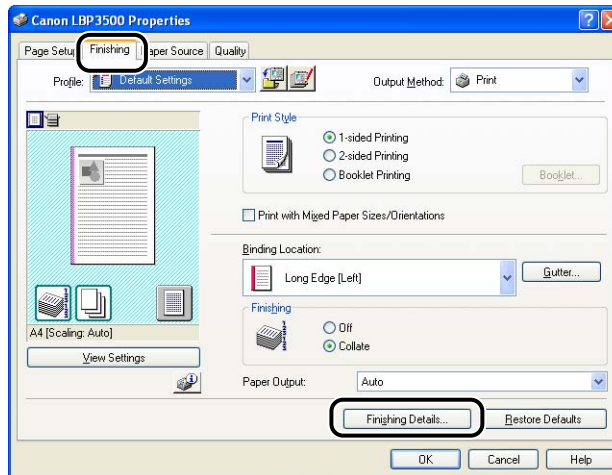 Canon LBP3500 Properties
Page Setup Finishing Paper Source Quality
Profile: Default Settings Output Method: Print
Print Style
1-sided Printing
2-sided Printing
Booklet Printing Booklet...
Print with Mixed Paper Sizes/Orientations
Binding Location:
Long Edge [Left] Gutter...
Finishing
Off
Collate
A4 [Scaling: Auto]
View Settings
Paper Output: Auto
Finishing Details... Restore Defaults
OK Cancel Help